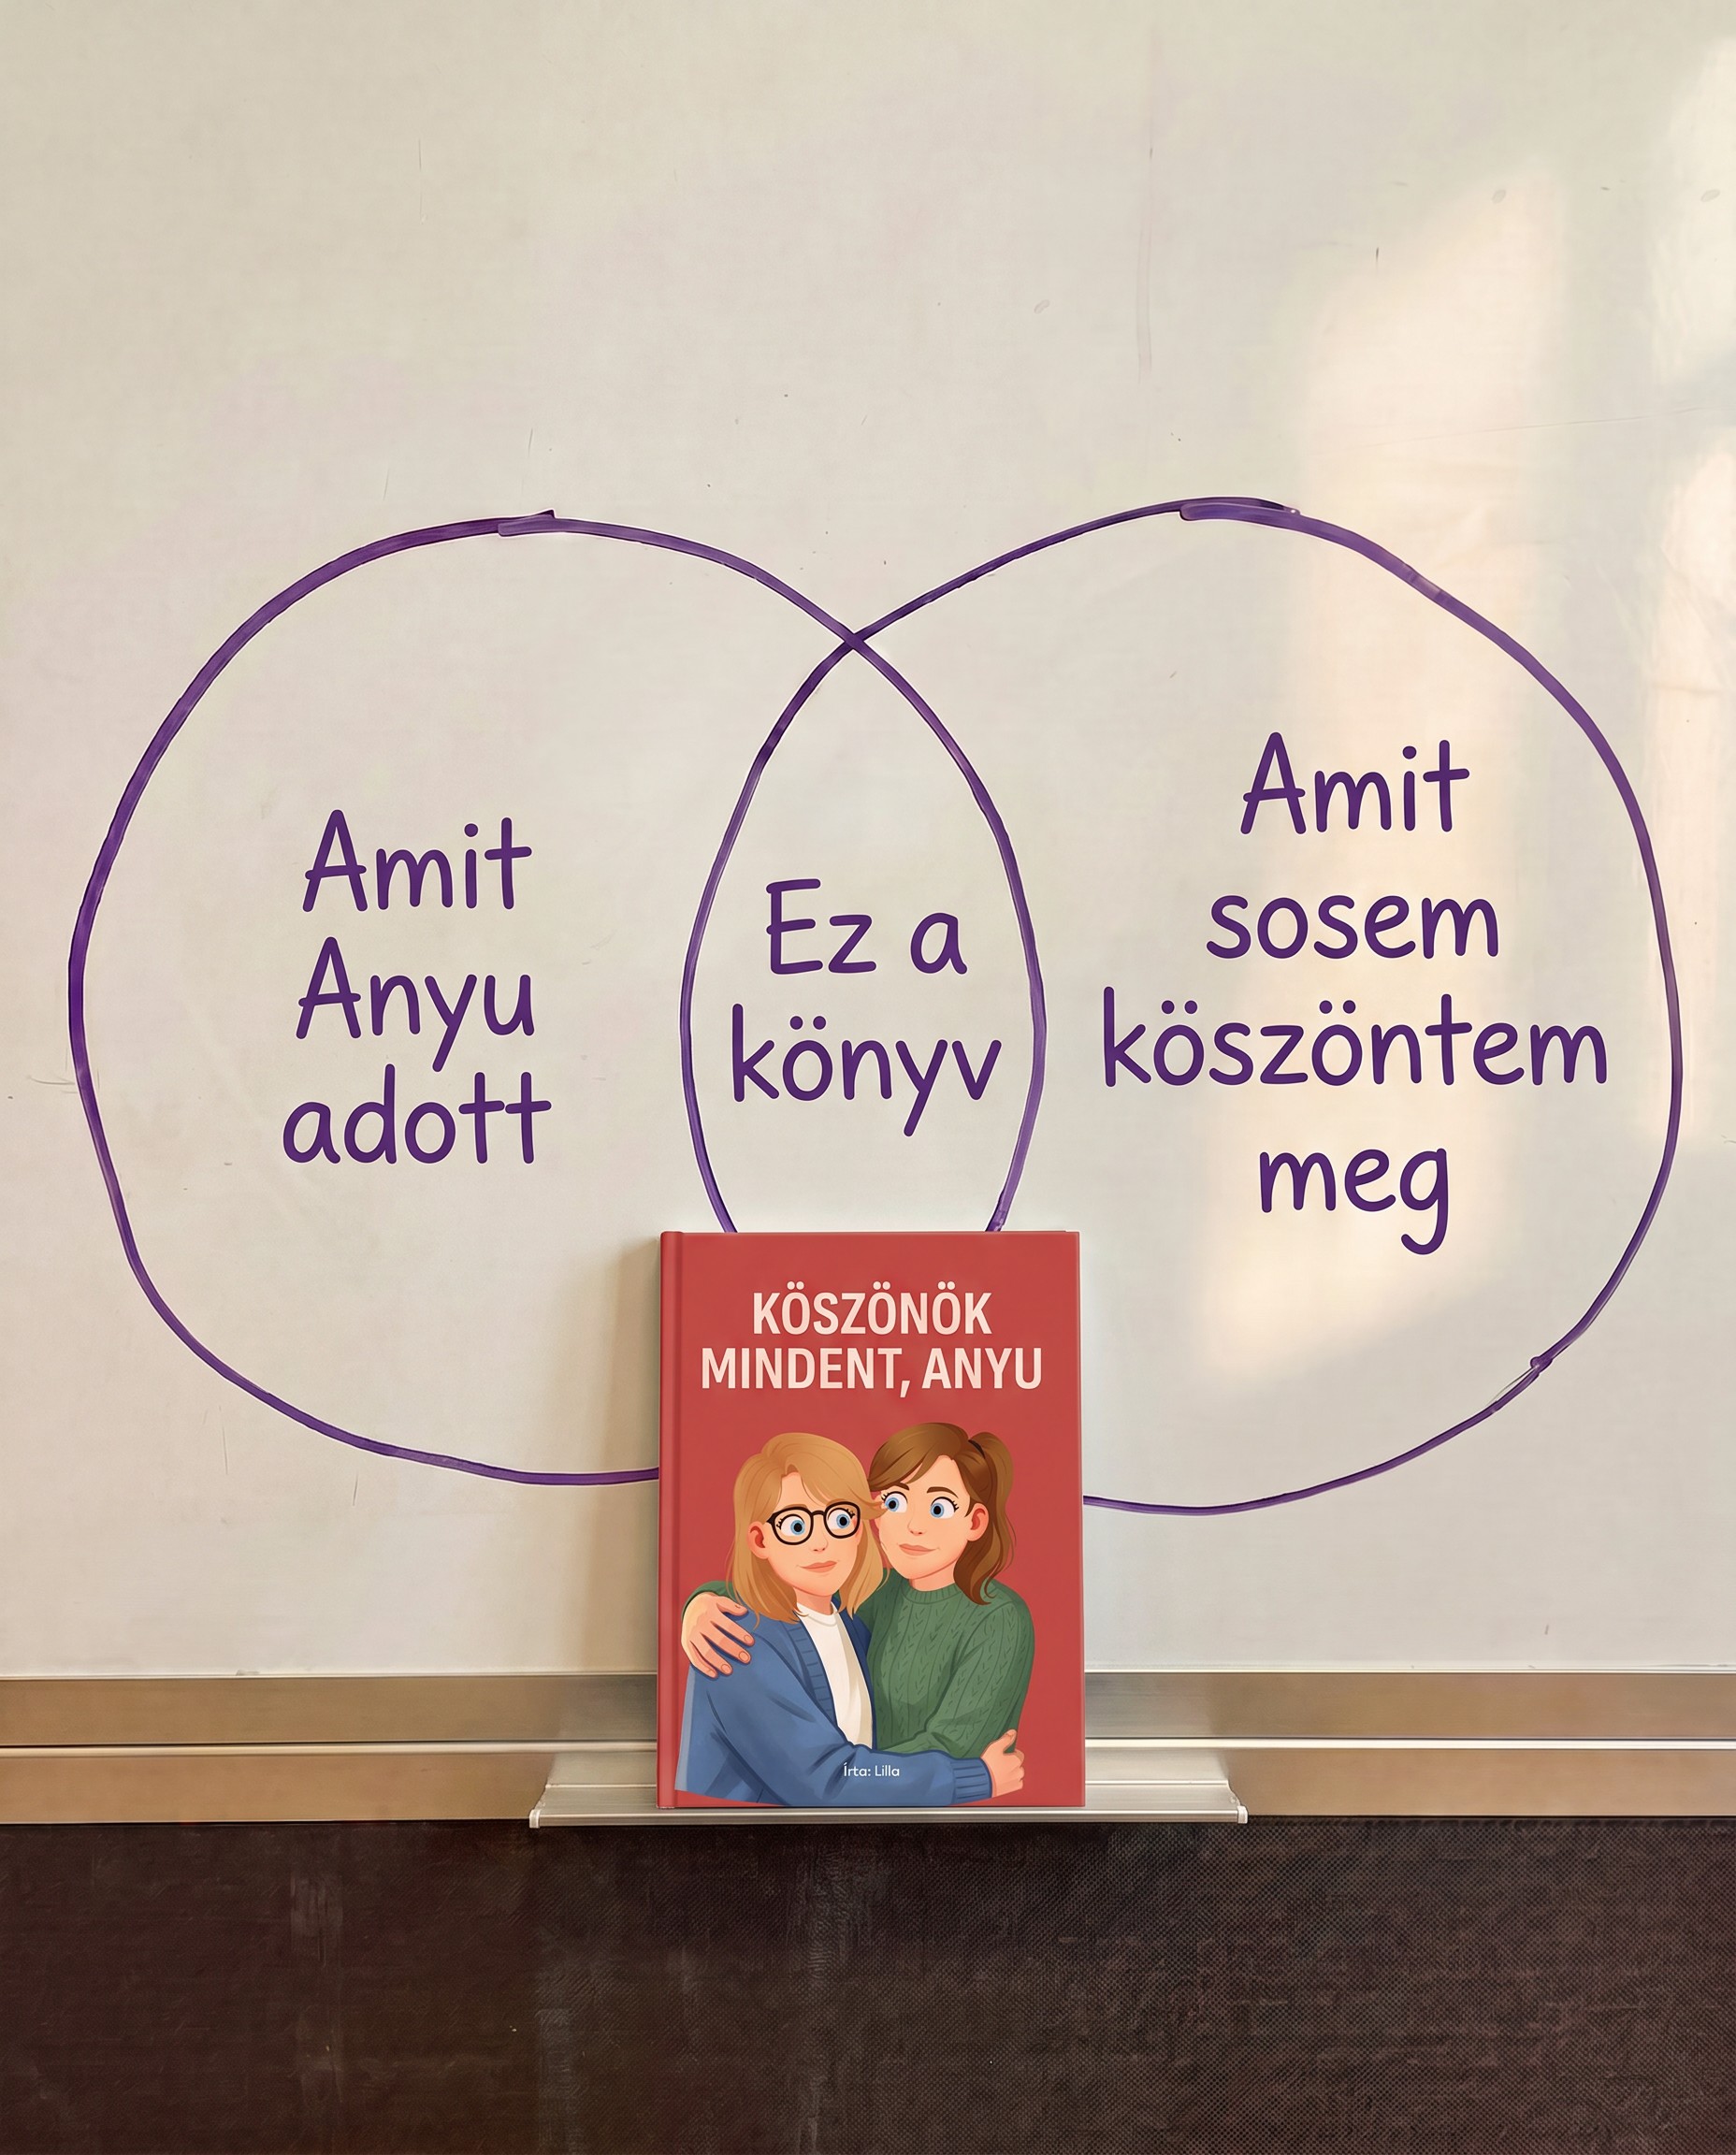 Amit
Anyu
adott
Ez a
könyv
Amit
sosem
köszöntem
meg
KÖSZÖNÖK
MINDENT, ANYU
Írta: Lilla